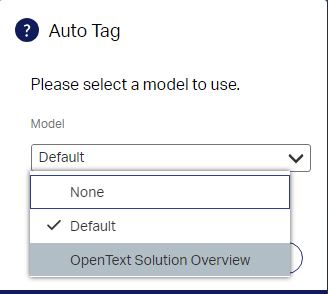 ? Auto Tag
Please select a model to use.
Model
Default
None
Default
OpenText Solution Overview